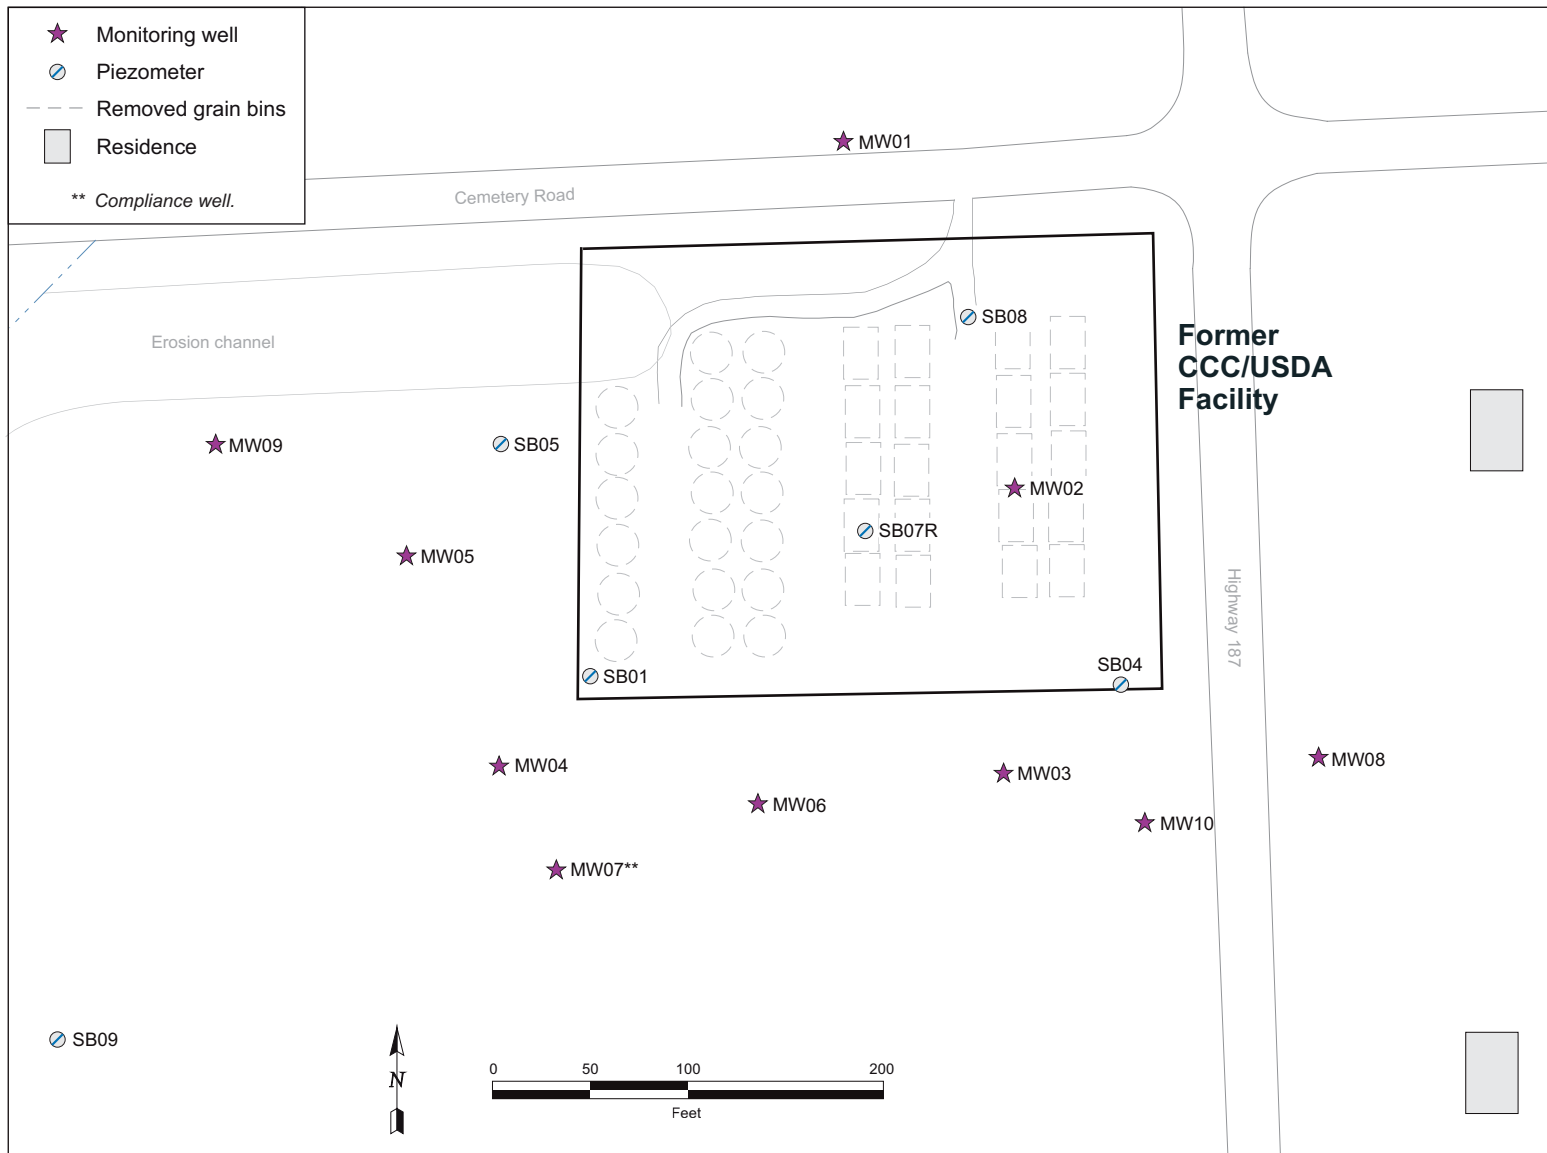 Monitoring well
Piezometer
Removed grain bins
Residence
** Compliance well.
MW01
Cemetery Road
SB08
Former
CCC/USDA
Facility
Erosion channel
MW09
SB05
MW02
SB07R
MW05
Highway 187
SB01
SB04
MW04
MW03
MW08
MW06
MW10
MW07**
SB09
N
0 50 100 200
Feet